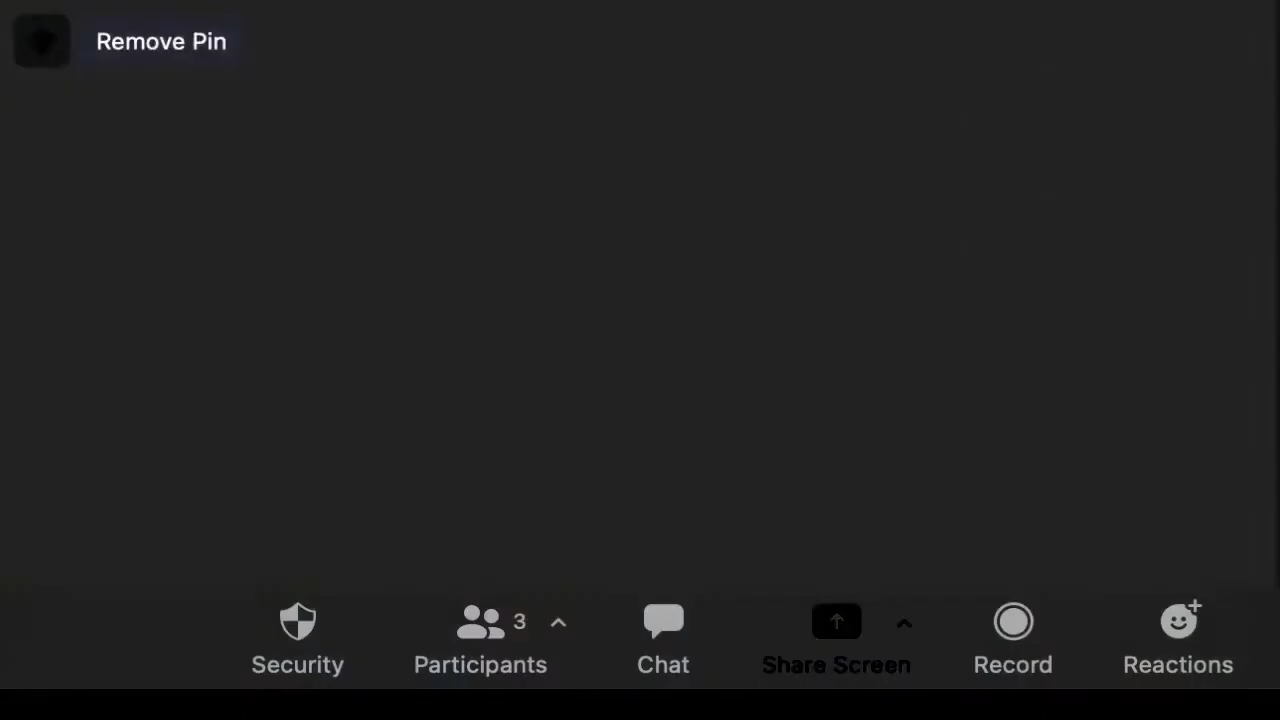 Remove Pin
3
Security
Participants
Chat
Share Screen
Record
Reactions